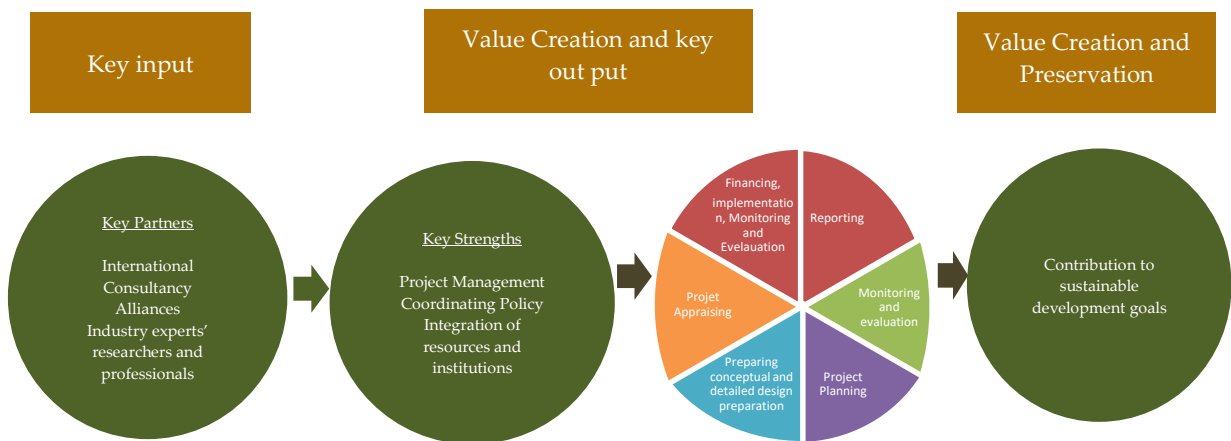 Key input
Value Creation and key
out put
Value Creation and
Preservation
Key Partners
International
Consultancy
Alliances
Industry experts’
researchers and
professionals
Key Strengths
Project Management
Coordinating Policy
Integration of
resources and
institutions
Financing,
implementatio
n, Monitoring
and
Evelauation
Reporting
Monitoring
and
evaluation
Project
Planning
Preparing
conceptual and
detailed design
preparation
Projet
Appraising
Contribution to
sustainable
development goals